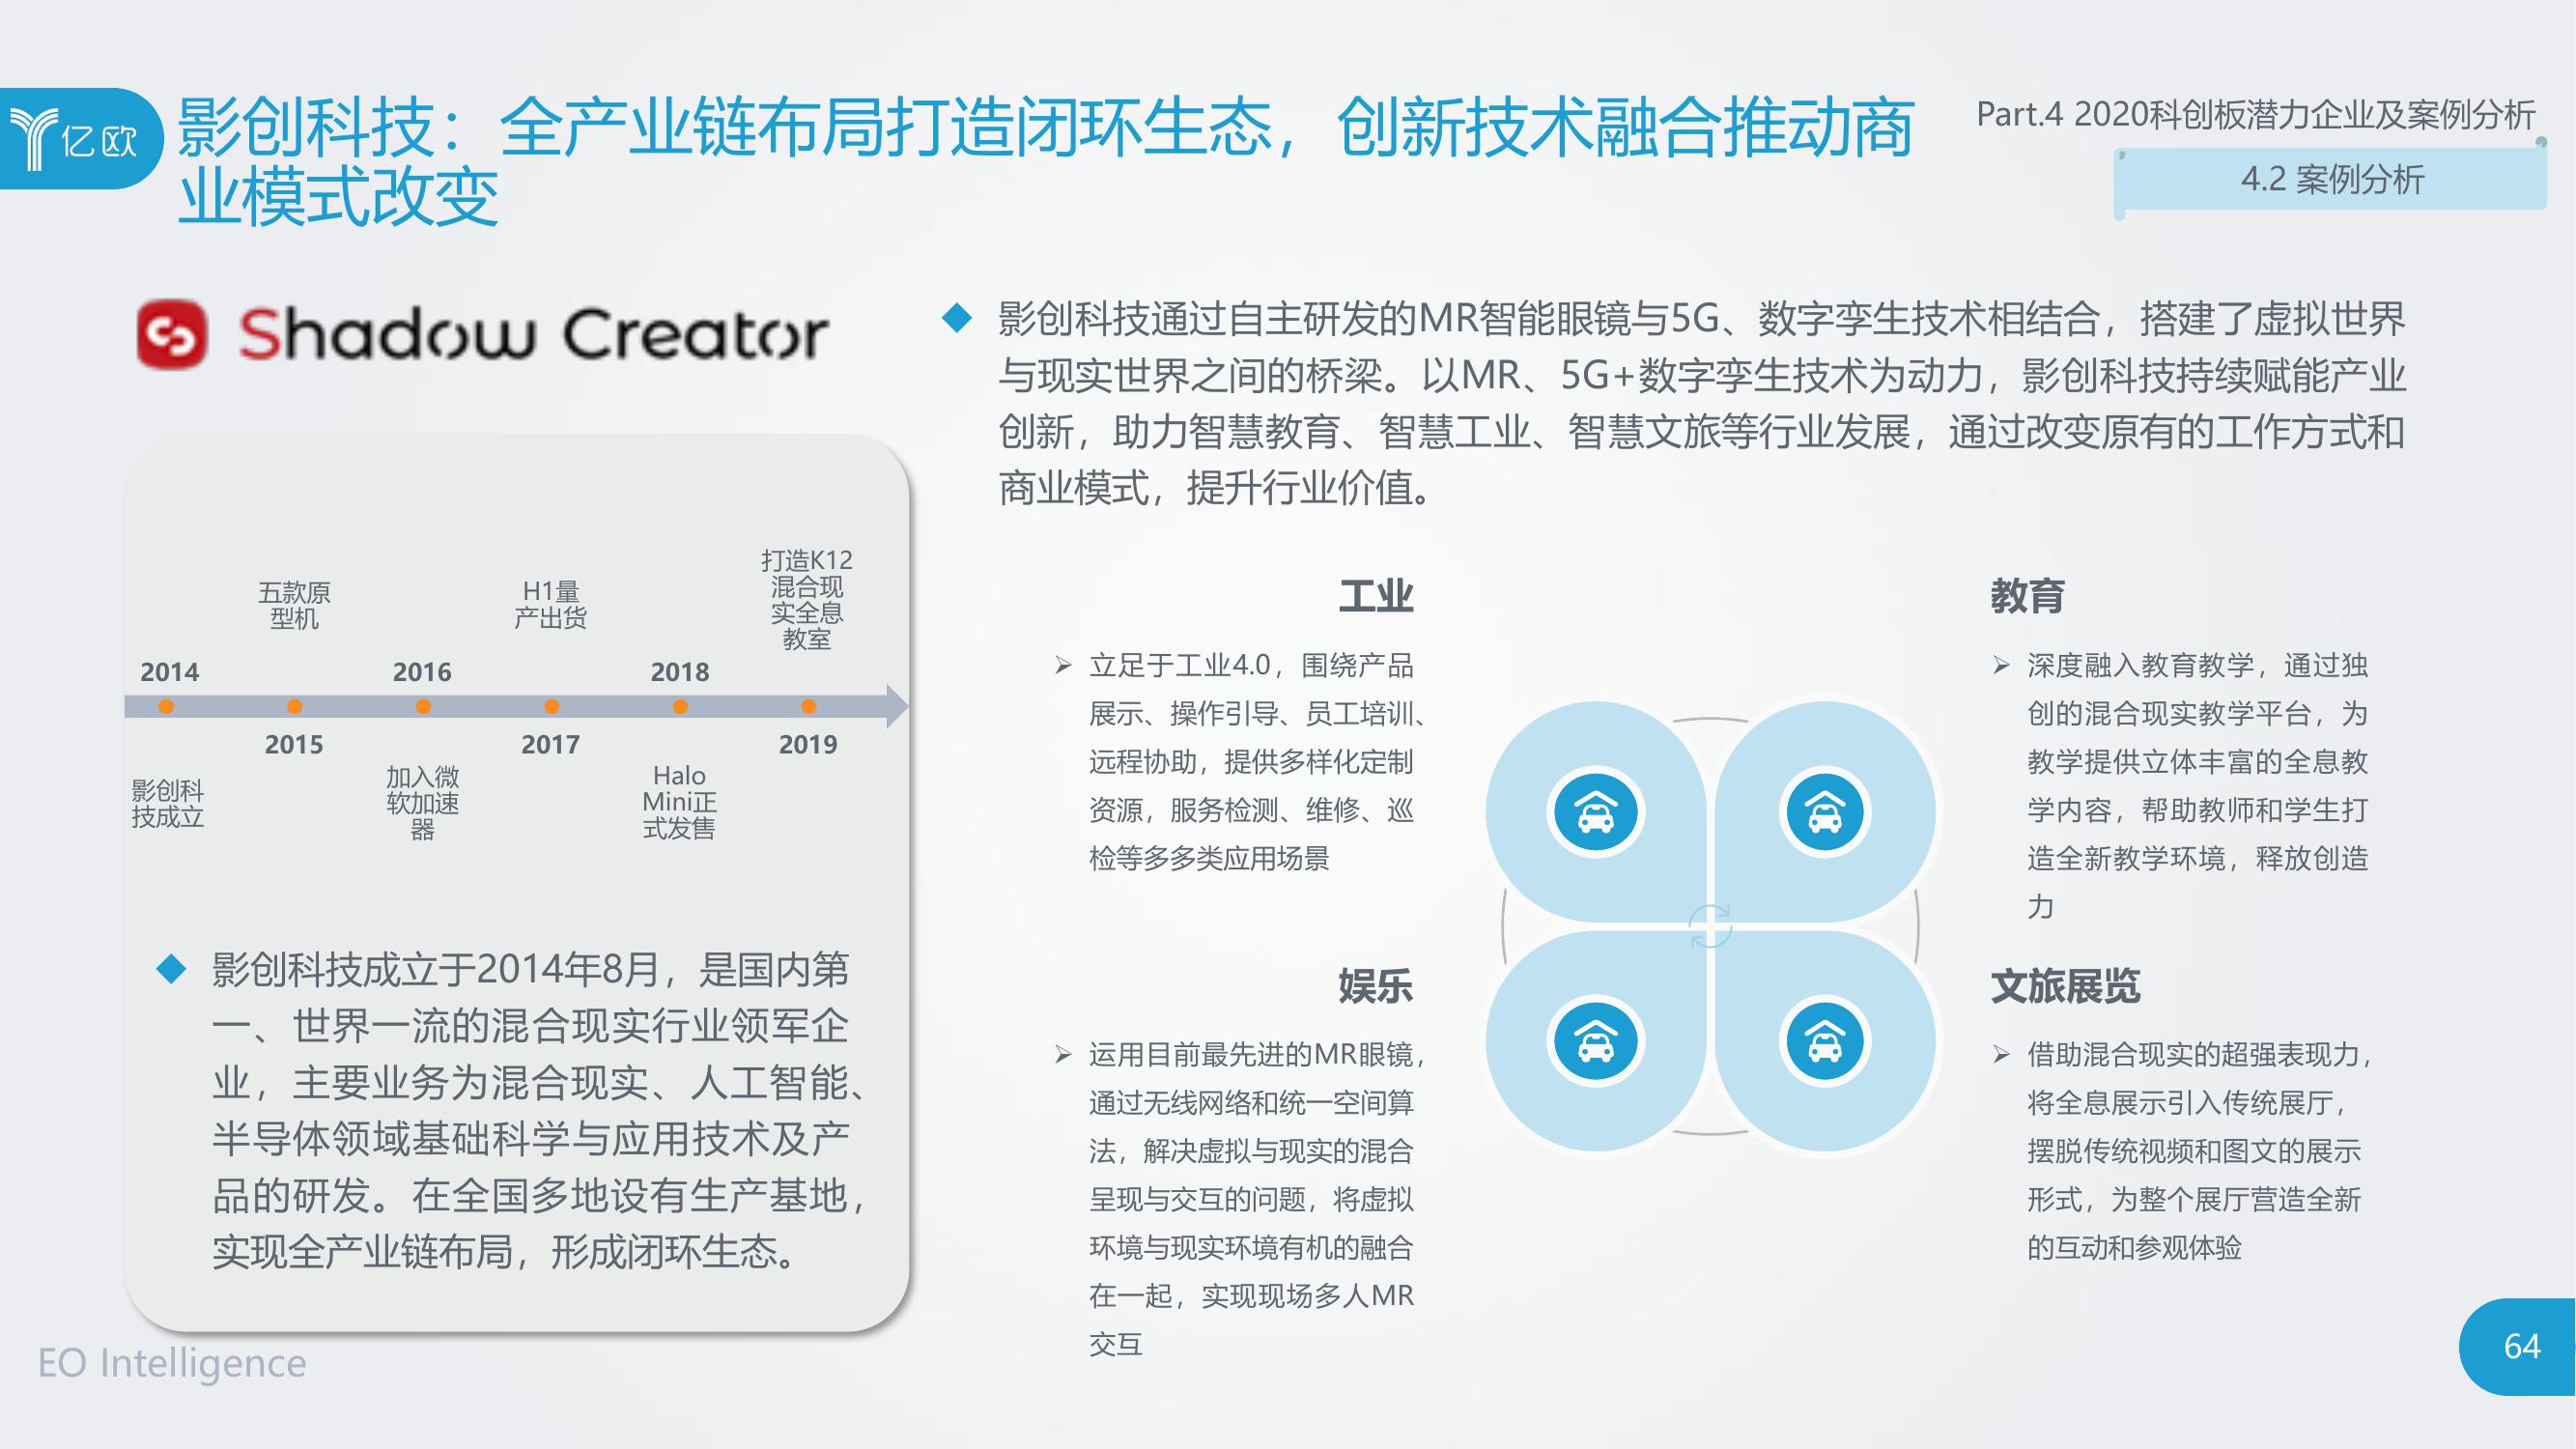 亿欧
影创科技：全产业链布局打造闭环生态，创新技术融合推动商
业模式改变
Part.4 2020科创板潜力企业及案例分析
4.2 案例分析
Shadow Creator
五款原
型机
H1量
产出货
打造K12
混合现
实全息
教室
2014
2016
2018
2015
2017
2019
影创科
技成立
加入微
软加速
器
Halo
Mini正
式发售
影创科技成立于2014年8月，是国内第
一、世界一流的混合现实行业领军企
业，主要业务为混合现实、人工智能、
半导体领域基础科学与应用技术及产
品的研发。在全国多地设有生产基地，
实现全产业链布局，形成闭环生态。
影创科技通过自主研发的MR智能眼镜与5G、数字孪生技术相结合，搭建了虚拟世界
与现实世界之间的桥梁。以MR、5G+数字孪生技术为动力，影创科技持续赋能产业
创新，助力智慧教育、智慧工业、智慧文旅等行业发展，通过改变原有的工作方式和
商业模式，提升行业价值。
工业
立足于工业4.0，围绕产品
展示、操作引导、员工培训、
远程协助，提供多样化定制
资源，服务检测、维修、巡
检等多多类应用场景
教育
深度融入教育教学，通过独
创的混合现实教学平台，为
教学提供立体丰富的全息教
学内容，帮助教师和学生打
造全新教学环境，释放创造
力
娱乐
运用目前最先进的MR眼镜，
通过无线网络和统一空间算
法，解决虚拟与现实的混合
呈现与交互的问题，将虚拟
环境与现实环境有机的融合
在一起，实现现场多人MR
交互
文旅展览
借助混合现实的超强表现力，
将全息展示引入传统展厅，
摆脱传统视频和图文的展示
形式，为整个展厅营造全新
的互动和参观体验
EO Intelligence
64